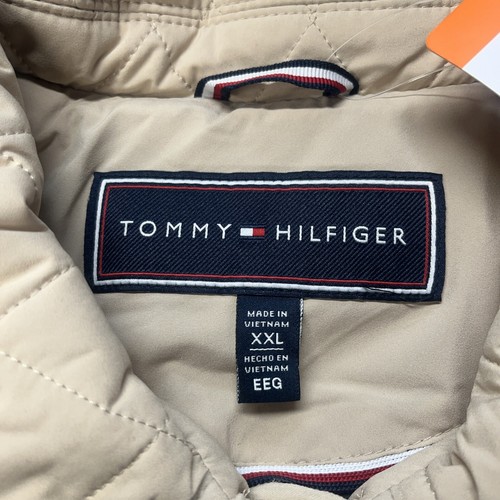 TOMMY HILFIGER
MADE IN
VIETNAM
XXL
HECHO EN
VIETNAM
EEG